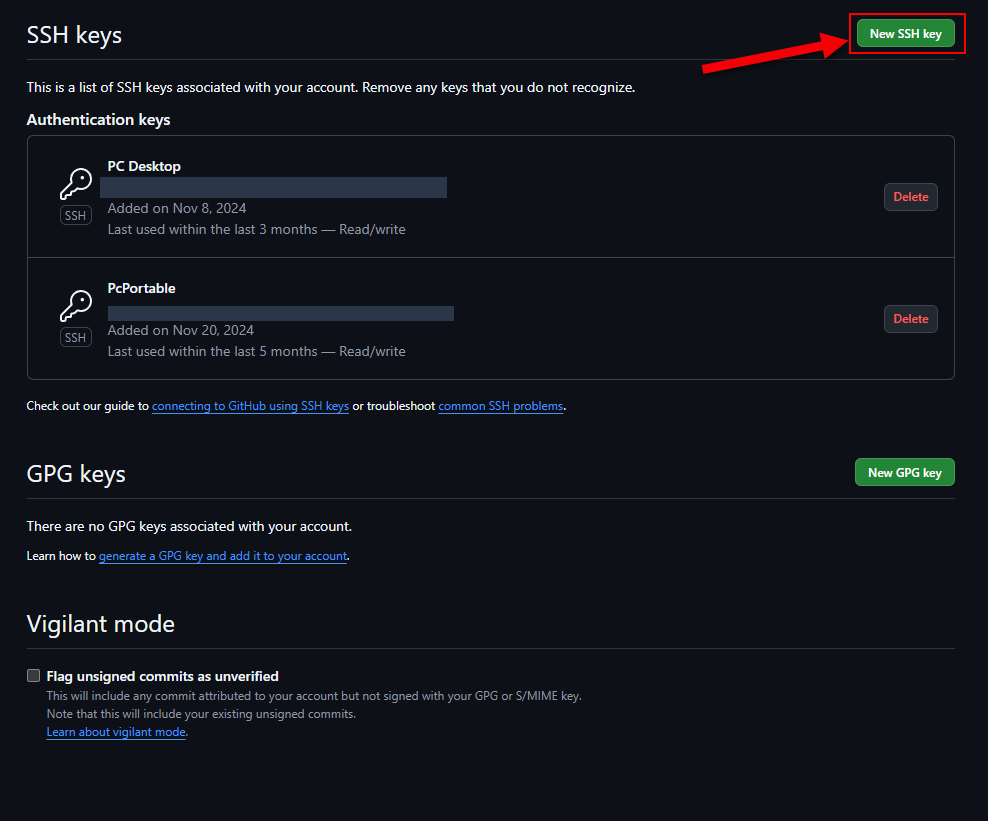 SSH keys
New SSH key
This is a list of SSH keys associated with your account. Remove any keys that you do not recognize.
Authentication keys
PC Desktop
SSH
Added on Nov 8, 2024
Last used within the last 3 months — Read/write
Delete
PcPortable
SSH
Added on Nov 20, 2024
Last used within the last 5 months — Read/write
Delete
Check out our guide to connecting to GitHub using SSH keys or troubleshoot common SSH problems.
GPG keys
New GPG key
There are no GPG keys associated with your account.
Learn how to generate a GPG key and add it to your account.
Vigilant mode
Flag unsigned commits as unverified
This will include any commit attributed to your account but not signed with your GPG or S/MIME key.
Note that this will include your existing unsigned commits.
Learn about vigilant mode.